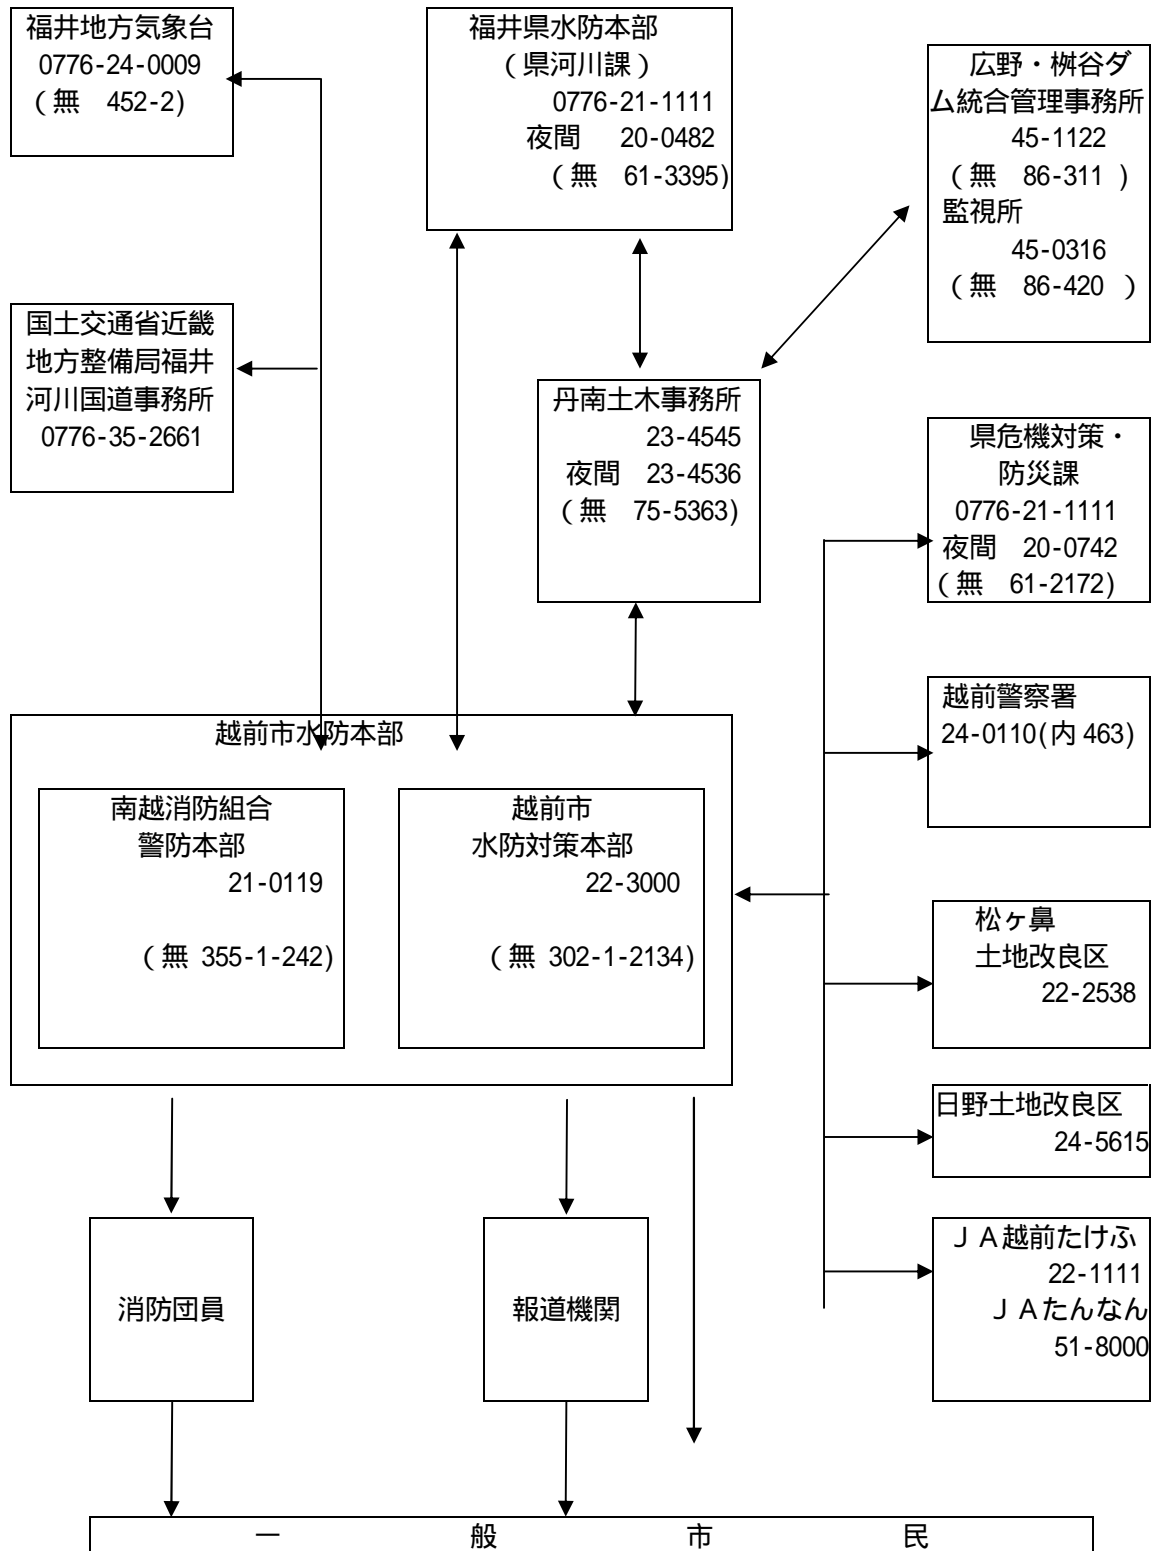 福井地方気象台
0776-24-0009
（無　452-2)
福井県水防本部
（県河川課）
0776-21-1111
夜間　20-0482
（無　61-3395)
広野・桝谷ダ
ム統合管理事務所
45-1122
（無　86-311 ）
監視所
45-0316
（無　86-420 ）
国土交通省近畿
地方整備局福井
河川国道事務所
0776-35-2661
丹南土木事務所
23-4545
夜間　23-4536
（無　75-5363)
県危機対策・
防災課
0776-21-1111
夜間　20-0742
（無　61-2172)
越前警察署
24-0110(内 463)
越前市水防本部
南越消防組合
警防本部
21-0119
（無 355-1-242)
越前市
水防対策本部
22-3000
（無 302-1-2134)
松ヶ鼻
土地改良区
22-2538
日野土地改良区
24-5615
ＪＡ越前たけふ
22-1111
ＪＡたんなん
51-8000
消防団員
報道機関
一　般　市　民